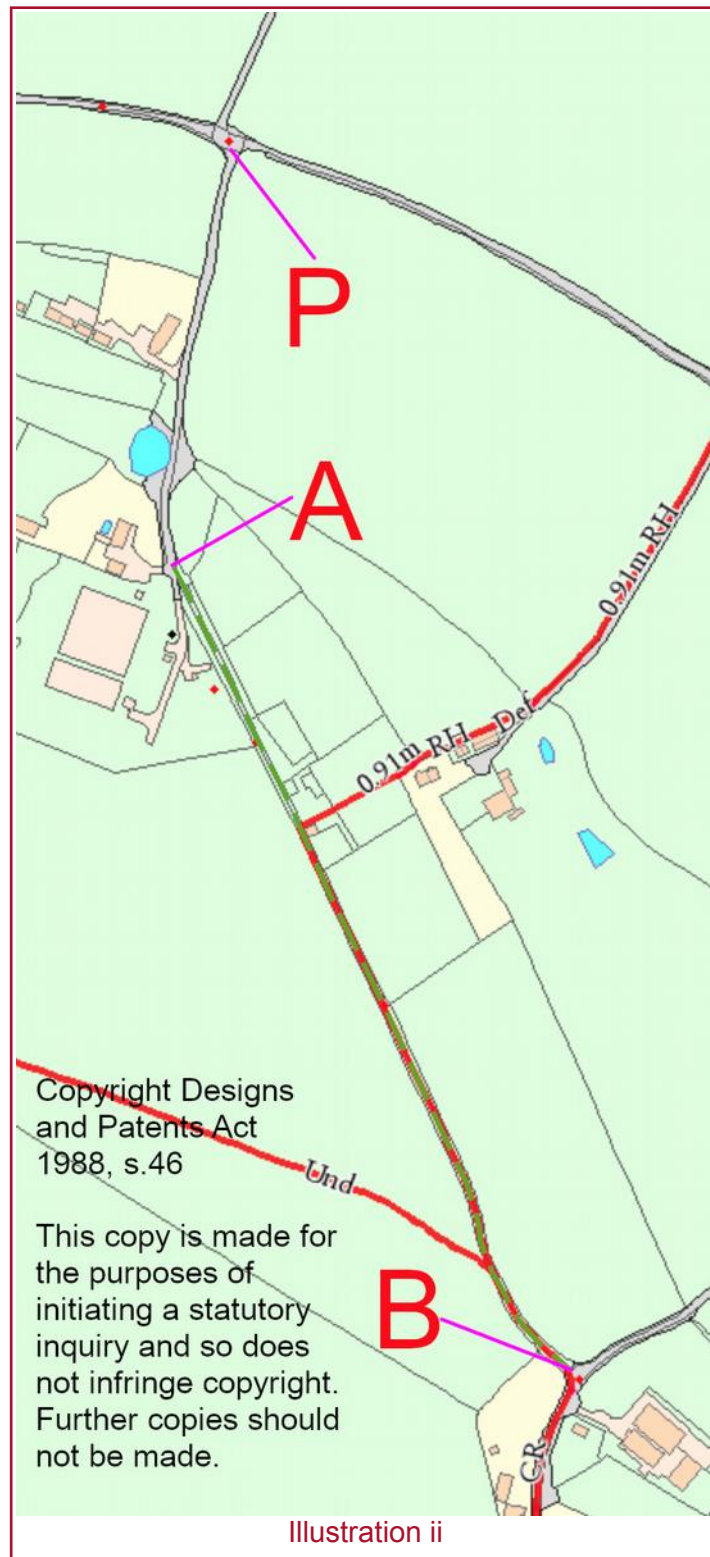 P
A
0.91m RH
0.91m RH Def
Copyright Designs
and Patents Act
1988, s.46
Und
This copy is made for
the purposes of
initiating a statutory
inquiry and so does
not infringe copyright.
Further copies should
not be made.
B
CR
Illustration ii